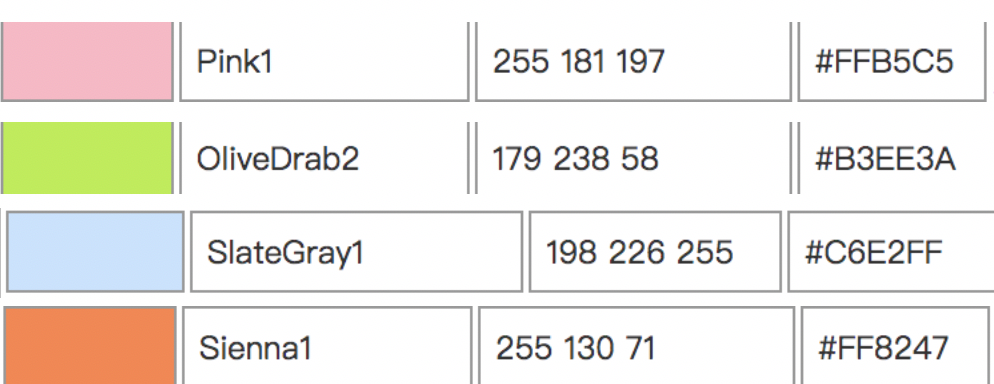 Pink1 255 181 197 #FFB5C5
OliveDrab2 179 238 58 #B3EE3A
SlateGray1 198 226 255 #C6E2FF
Sienna1 255 130 71 #FF8247